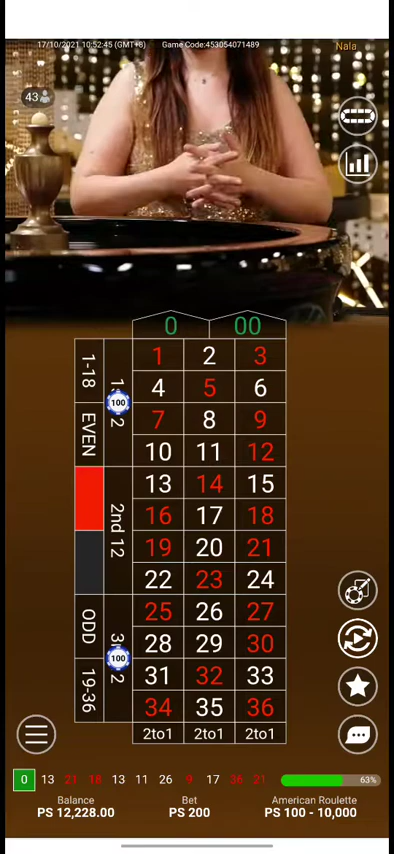 17/10/2021 10:52:45 (GMT+8) Game Code:453054071489 Nala
43
0 00
1-18 EVEN ODD 19-36
100 2nd 12 100
1 2 3
4 5 6
7 8 9
10 11 12
13 14 15
16 17 18
19 20 21
22 23 24
25 26 27
28 29 30
31 32 33
34 35 36
2to1 2to1 2to1
0 13 21 18 13 11 26 9 17 36 21 63%
Balance Bet American Roulette
PS 12,228.00 PS 200 PS 100 - 10,000